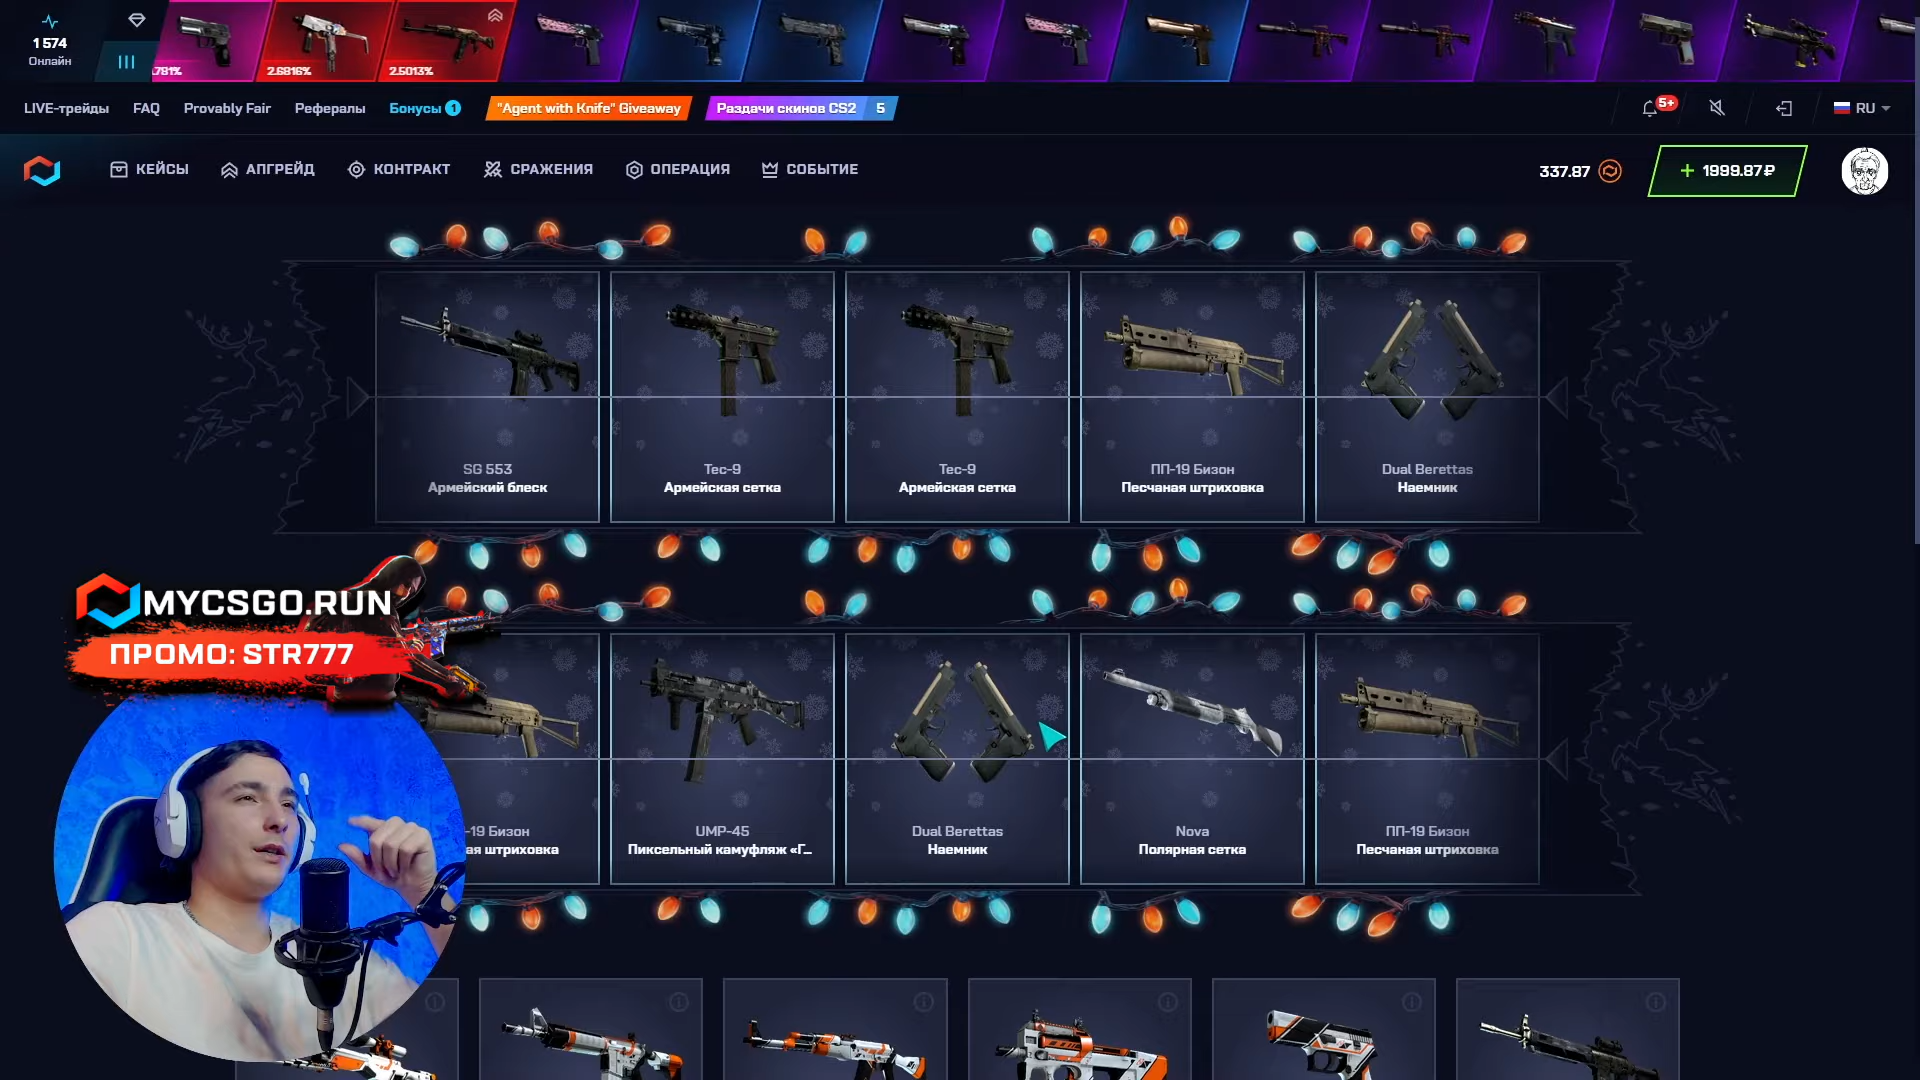 1 574
Онлайн
.781%
2.6816%
2.5013%
LIVE-трейды
FAQ
Provably Fair
Рефералы
Бонусы 1
"Agent with Knife" Giveaway
Раздачи скинов CS2 5
5+
RU
КЕЙСЫ
АПГРЕЙД
КОНТРАКТ
СРАЖЕНИЯ
ОПЕРАЦИЯ
СОБЫТИЕ
337.87
+ 1999.87₽
SG 553
Армейский блеск
Tec-9
Армейская сетка
Tec-9
Армейская сетка
ПП-19 Бизон
Песчаная штриховка
Dual Berettas
Наемник
MYCSGO.RUN
ПРОМО: STR777
-19 Бизон
ая штриховка
UMP-45
Пиксельный камуфляж «Г...
Dual Berettas
Наемник
Nova
Полярная сетка
ПП-19 Бизон
Песчаная штриховка